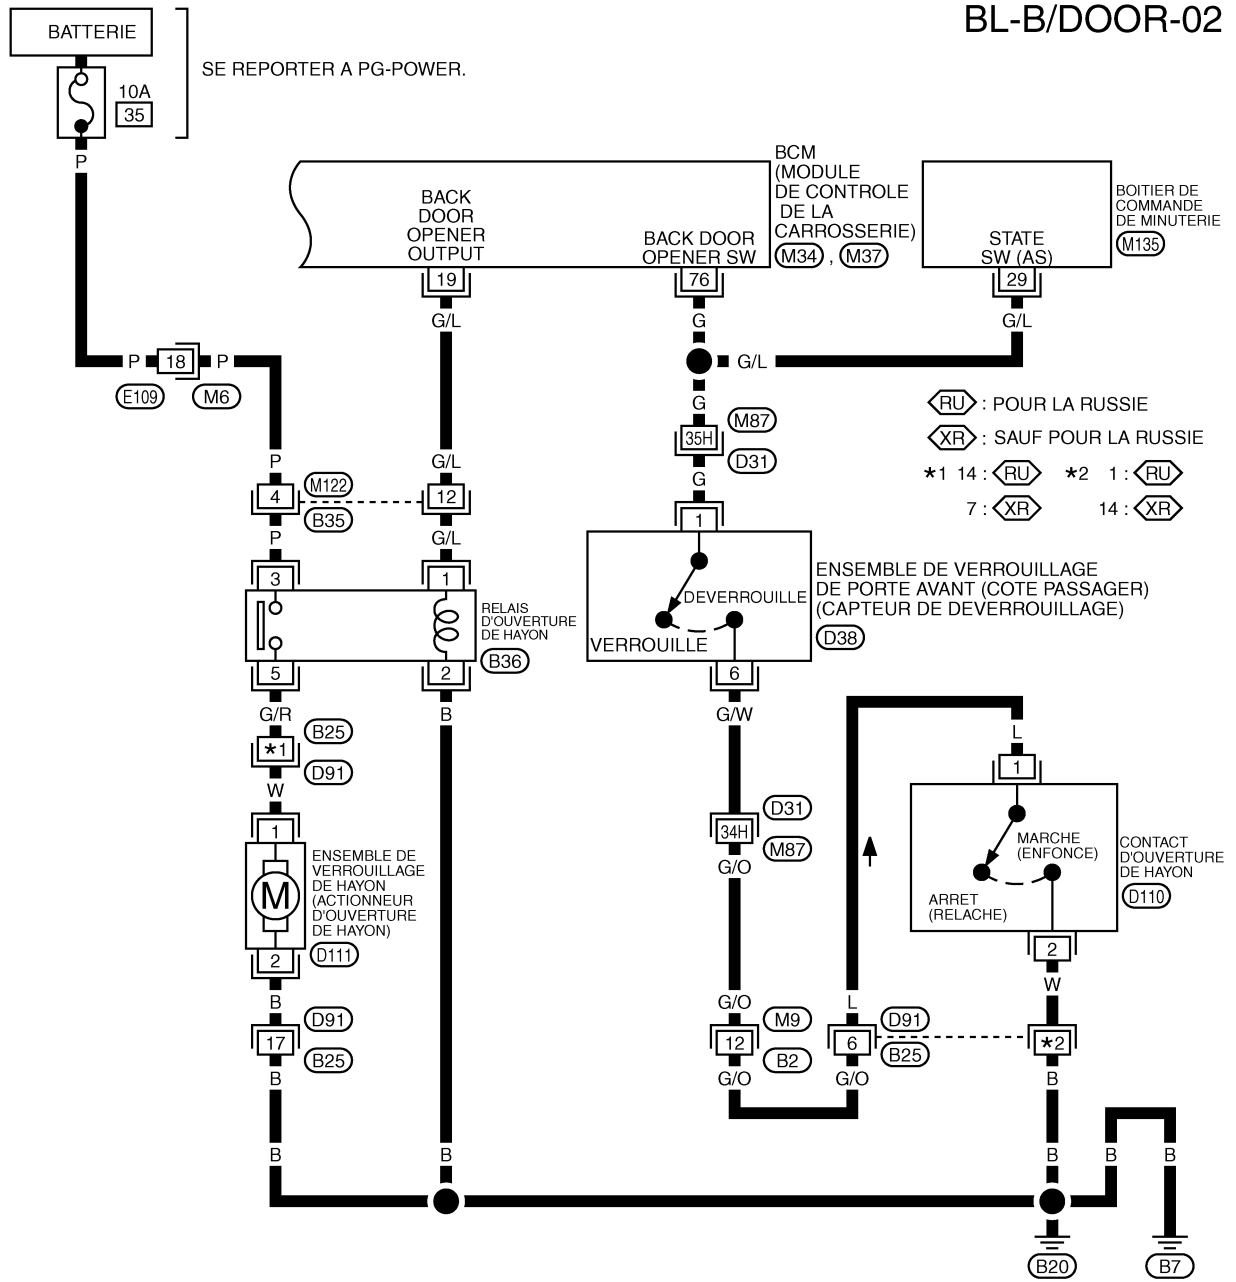 BL-B/DOOR-02
BATTERIE
SE REPORTER A PG-POWER.
10A
35
P
BCM
(MODULE
DE CONTROLE
DE LA
CARROSSERIE)
M34 , M37
BACK
DOOR
OPENER
OUTPUT
BACK DOOR
OPENER SW
STATE
SW (AS)
BOITIER DE
COMMANDE
DE MINUTERIE
M135
19
76
29
G/L
G
G/L
P
18
P
G/L
E109
M6
G
M87
35H
D31
G
RU : POUR LA RUSSIE
XR : SAUF POUR LA RUSSIE
*1 14 : RU *2 1 : RU
7 : XR 14 : XR
P
G/L
4
M122
12
B35
P
G/L
3
1
RELAIS
D'OUVERTURE
DE HAYON
B36
5
2
1
DEVERROUILLE
VERROUILLE
ENSEMBLE DE VERROUILLAGE
DE PORTE AVANT (COTE PASSAGER)
(CAPTEUR DE DEVERROUILLAGE)
D38
6
G/R
B
G/W
B25
*1
D91
W
L
1
1
M
ENSEMBLE DE
VERROUILLAGE
DE HAYON
(ACTIONNEUR
D'OUVERTURE
DE HAYON)
D111
2
D31
34H
M87
G/O
MARCHE
(ENFONCE)
ARRET
(RELACHE)
CONTACT
D'OUVERTURE
DE HAYON
D110
2
B
G/O
L
W
D91
17
B25
M9
12
B2
D91
6
B25
*2
B
G/O
G/O
B
B
B
B
B
B
B20
B7